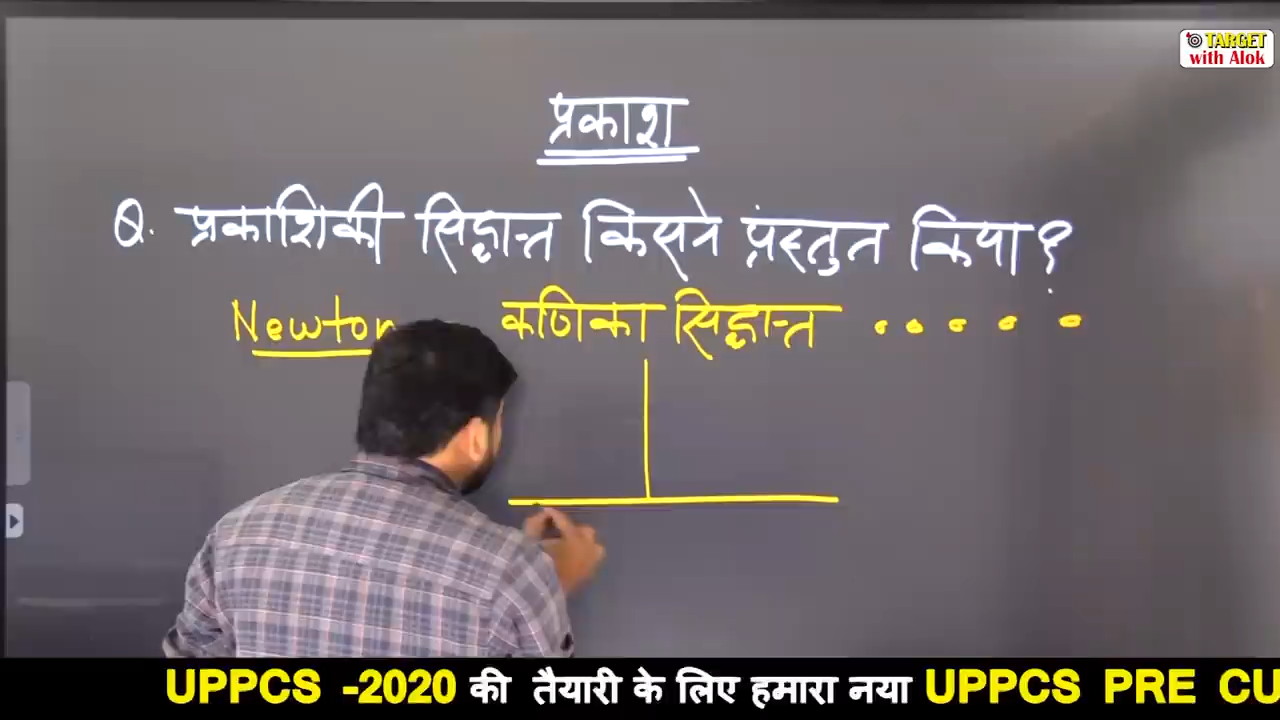 TARGET
with Alok
प्रकाश
Q. प्रकाशिकी सिद्धान्त किसने प्रस्तुत किया?
Newton कणिका सिद्धान्त
UPPCS -2020 की तैयारी के लिए हमारा नया UPPCS PRE CU